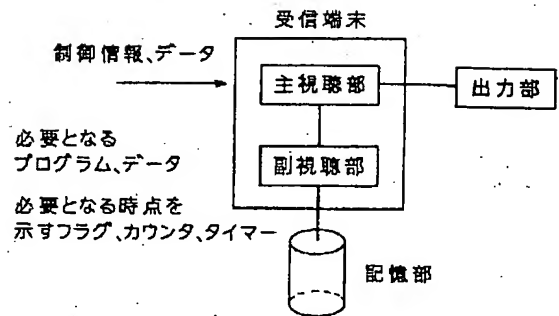 受信端末
制御情報、データ
主視聴部
出力部
必要となる
プログラム、データ
副視聴部
必要となる時点を
示すフラグ、カウンタ、タイマー
記憶部